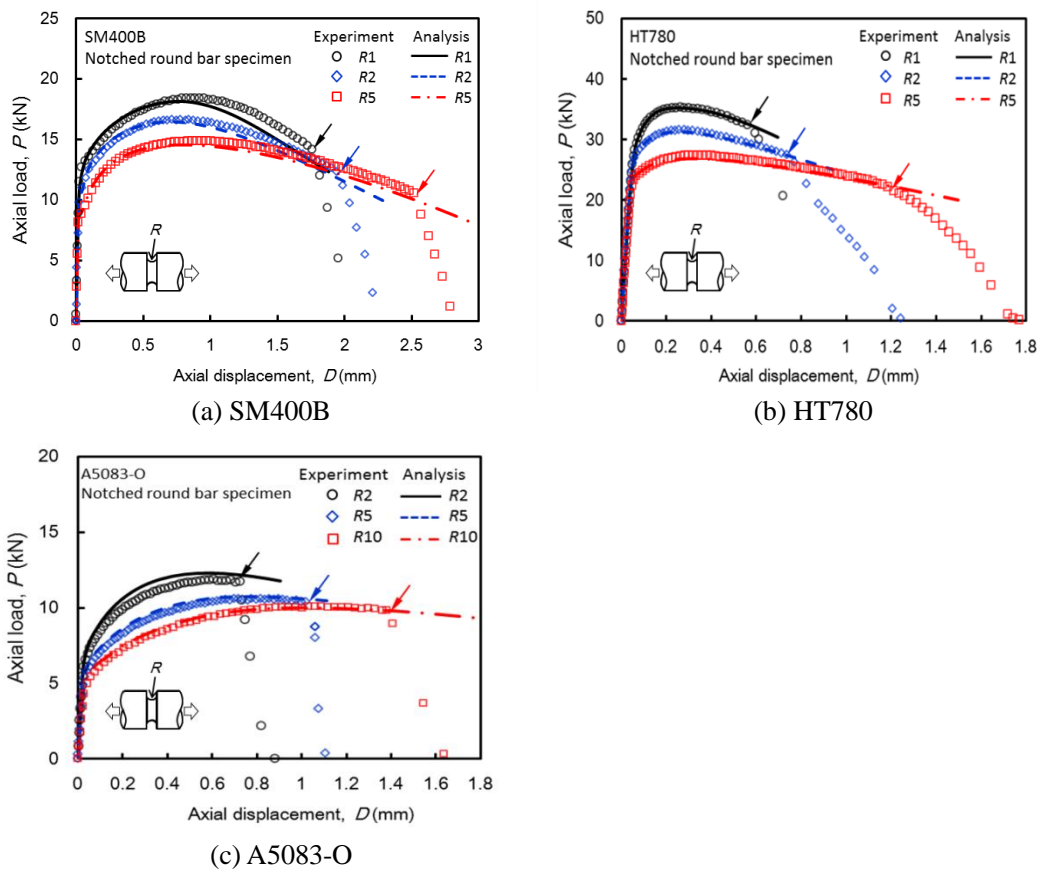 SM400B
Notched round bar specimen
Experiment Analysis
R1 R1
R2 R2
R5 R5
25
20
15
10
5
0
Axial load, P (kN)
R
0 0.5 1 1.5 2 2.5 3
Axial displacement, D (mm)
(a) SM400B
HT780
Notched round bar specimen
Experiment Analysis
R1 R1
R2 R2
R5 R5
50
40
30
20
10
0
Axial load, P (kN)
R
0 0.2 0.4 0.6 0.8 1 1.2 1.4 1.6 1.8
Axial displacement, D (mm)
(b) HT780
A5083-O
Notched round bar specimen
Experiment Analysis
R2 R2
R5 R5
R10 R10
20
15
10
5
0
Axial load, P (kN)
R
0 0.2 0.4 0.6 0.8 1 1.2 1.4 1.6 1.8
Axial displacement, D (mm)
(c) A5083-O